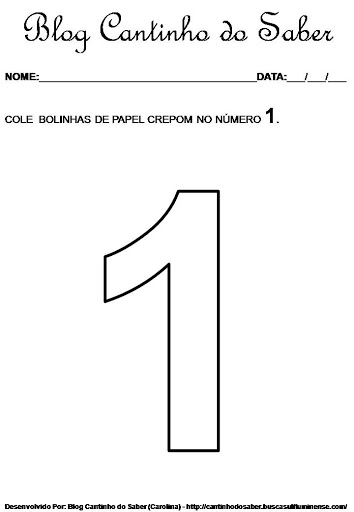 Blog Cantinho do Saber
NOME:______________________________________DATA:___/___/___
COLE BOLINHAS DE PAPEL CREPOM NO NÚMERO 1.
1
Desenvolvido Por: Blog Cantinho do Saber (Carolina) - http://cantinhodosaber.buscasulfluminense.com/